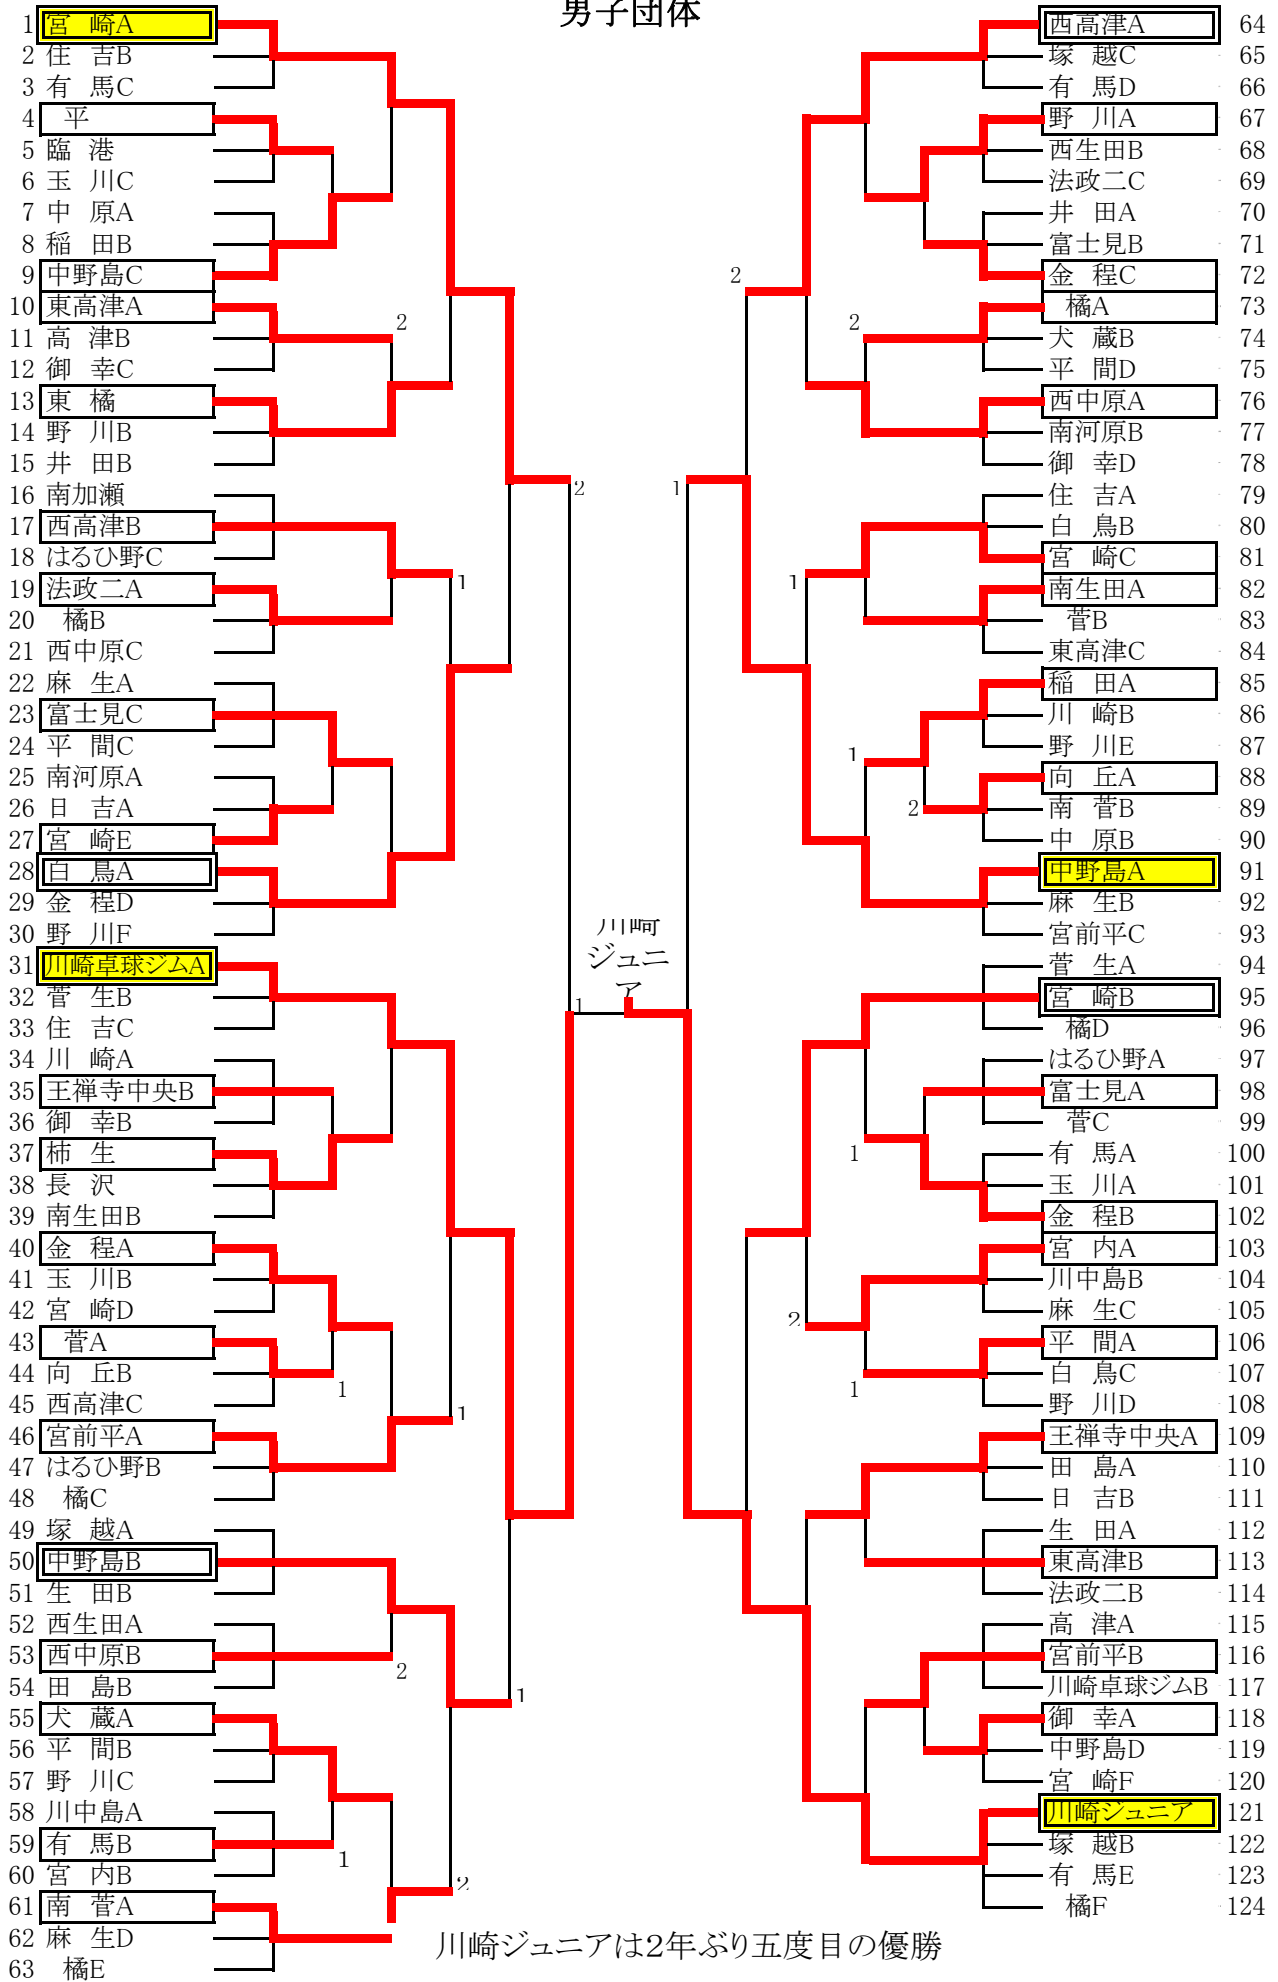 男子団体
1 宮 崎A
2 住 吉B
3 有 馬C
4 平
5 臨 港
6 玉 川C
7 中 原A
8 稲 田B
9 中野島C
10 東高津A
11 高 津B
12 御 幸C
13 東 橘
14 野 川B
15 井 田B
16 南加瀬
17 西高津B
18 はるひ野C
19 法政二A
20 橘B
21 西中原C
22 麻 生A
23 富士見C
24 平 間C
25 南河原A
26 日 吉A
27 宮 崎E
28 白 鳥A
29 金 程D
30 野 川F
31 川崎卓球ジムA
32 菅 生B
33 住 吉C
34 川 崎A
35 王禅寺中央B
36 御 幸B
37 柿 生
38 長 沢
39 南生田B
40 金 程A
41 玉 川B
42 宮 崎D
43 菅A
44 向 丘B
45 西高津C
46 宮前平A
47 はるひ野B
48 橘C
49 塚 越A
50 中野島B
51 生 田B
52 西生田A
53 西中原B
54 田 島B
55 犬 蔵A
56 平 間B
57 野 川C
58 川中島A
59 有 馬B
60 宮 内B
61 南 菅A
62 麻 生D
63 橘E
2
1
2
1
1
1
2
1
1
2
川崎
ジュニ
ア
2
2
1
1
1
2
1
2
1
西高津A 64
塚 越C 65
有 馬D 66
野 川A 67
西生田B 68
法政二C 69
井 田A 70
富士見B 71
金 程C 72
橘A 73
犬 蔵B 74
平 間D 75
西中原A 76
南河原B 77
御 幸D 78
住 吉A 79
白 鳥B 80
宮 崎C 81
南生田A 82
菅B 83
東高津C 84
稲 田A 85
川 崎B 86
野 川E 87
向 丘A 88
南 菅B 89
中 原B 90
中野島A 91
麻 生B 92
宮前平C 93
菅 生A 94
宮 崎B 95
橘D 96
はるひ野A 97
富士見A 98
菅C 99
有 馬A 100
玉 川A 101
金 程B 102
宮 内A 103
川中島B 104
麻 生C 105
平 間A 106
白 鳥C 107
野 川D 108
王禅寺中央A 109
田 島A 110
日 吉B 111
生 田A 112
東高津B 113
法政二B 114
高 津A 115
宮前平B 116
川崎卓球ジムB 117
御 幸A 118
中野島D 119
宮 崎F 120
川崎ジュニア 121
塚 越B 122
有 馬E 123
橘F 124
川崎ジュニアは2年ぶり五度目の優勝